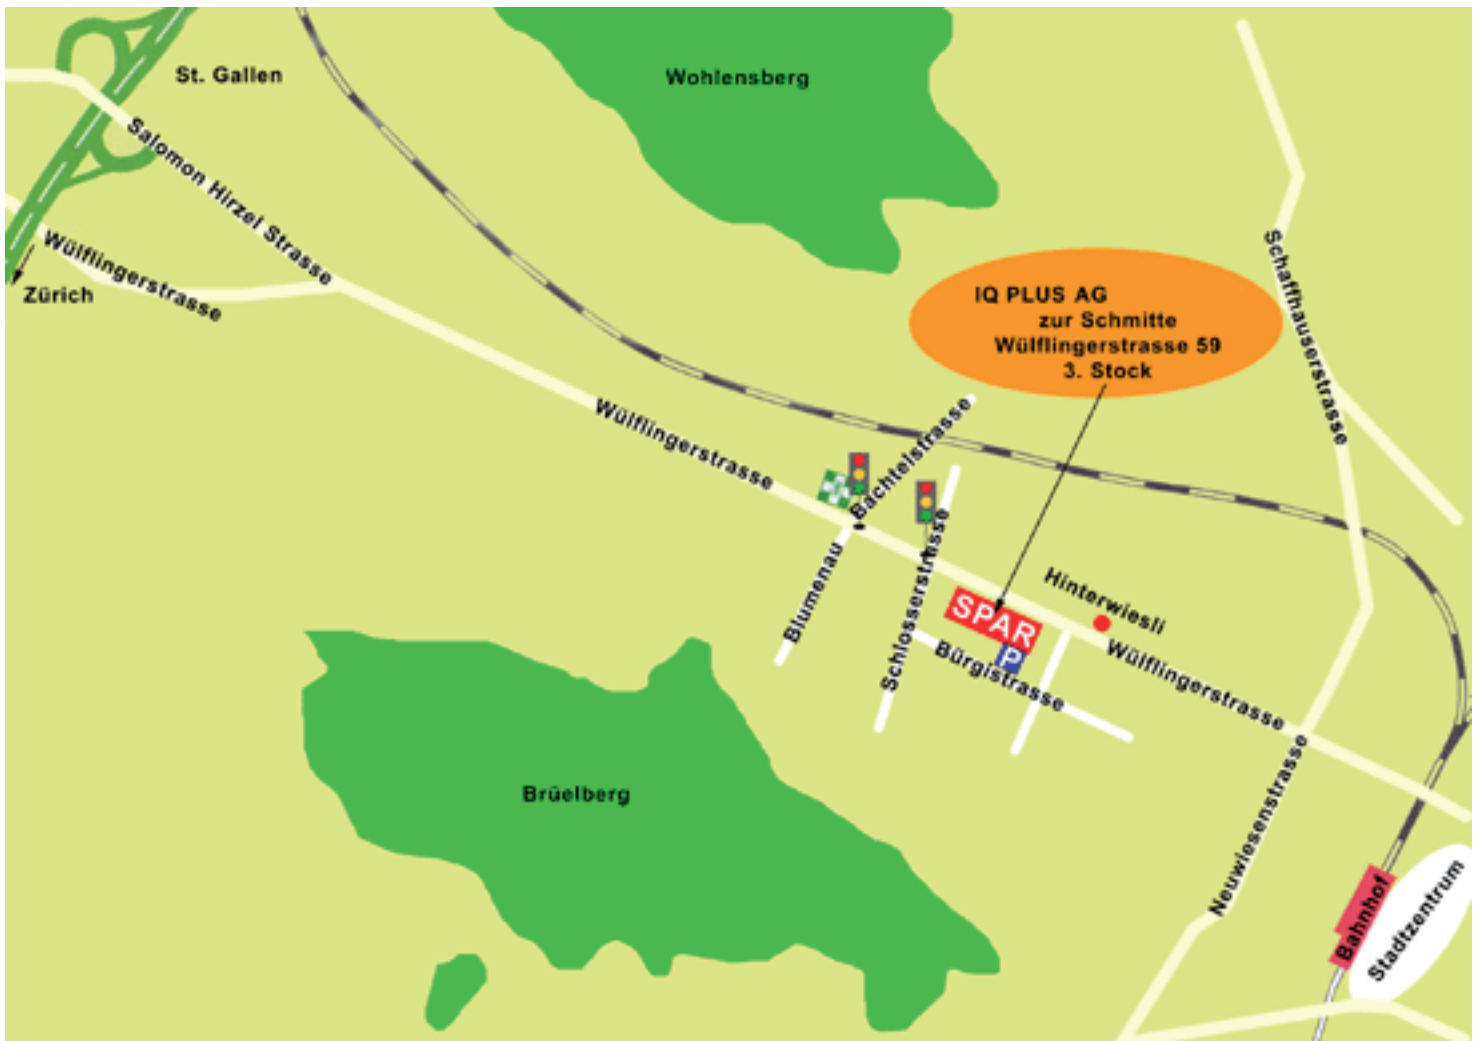 St. Gallen
Wohlensberg
Salomon Hirzel Strasse
Wülflingerstrasse
Zürich
Schaffhauserstrasse
IQ PLUS AG
zur Schmitte
Wülflingerstrasse 59
3. Stock
Wülflingerstrasse
Bachtelstrasse
Blumenau
Schlosserstrasse
Hinterwiesli
SPAR
P
Bürgistrasse
Wülflingerstrasse
Brüelberg
Neuwiesenstrasse
Bahnhof
Stadtzentrum